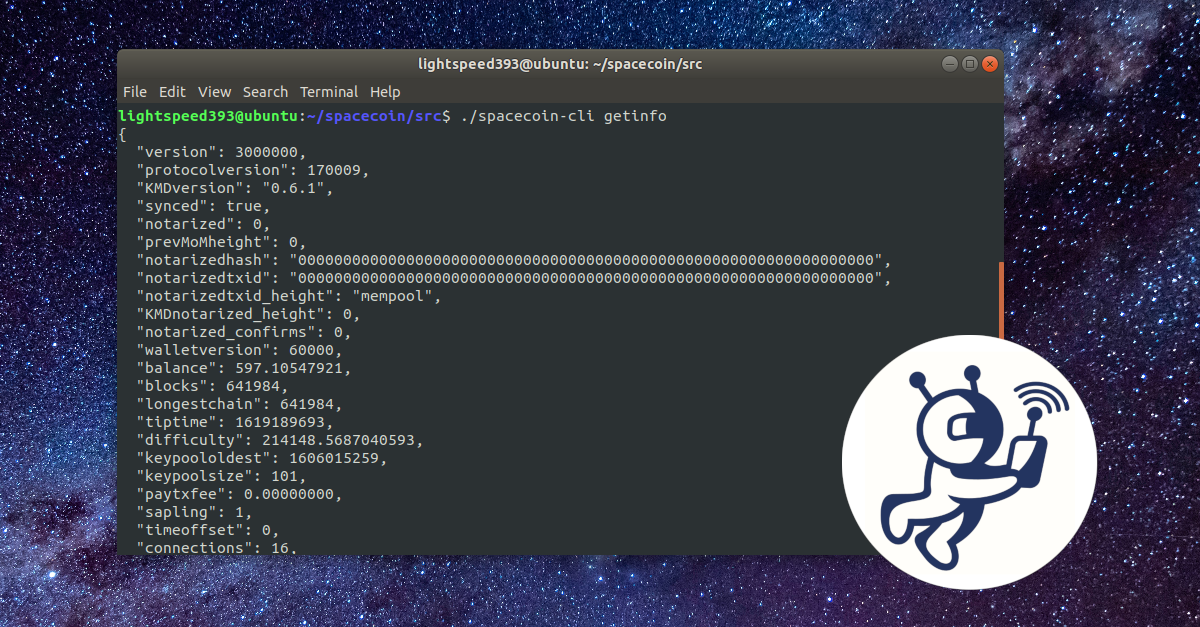 lightspeed393@ubuntu: ~/spacecoin/src
File Edit View Search Terminal Help
lightspeed393@ubuntu:~/spacecoin/src$ ./spacecoin-cli getinfo
{
"version": 3000000,
"protocolversion": 170009,
"KMDversion": "0.6.1",
"synced": true,
"notarized": 0,
"prevMoMheight": 0,
"notarizedhash": "0000000000000000000000000000000000000000000000000000000000000000",
"notarizedtxid": "0000000000000000000000000000000000000000000000000000000000000000",
"notarizedtxid_height": "mempool",
"KMDnotarized_height": 0,
"notarized_confirms": 0,
"walletversion": 60000,
"balance": 597.10547921,
"blocks": 641984,
"longestchain": 641984,
"tiptime": 1619189693,
"difficulty": 214148.5687040593,
"keypoololdest": 1606015259,
"keypoolsize": 101,
"paytxfee": 0.00000000,
"sapling": 1,
"timeoffset": 0,
"connections": 16,